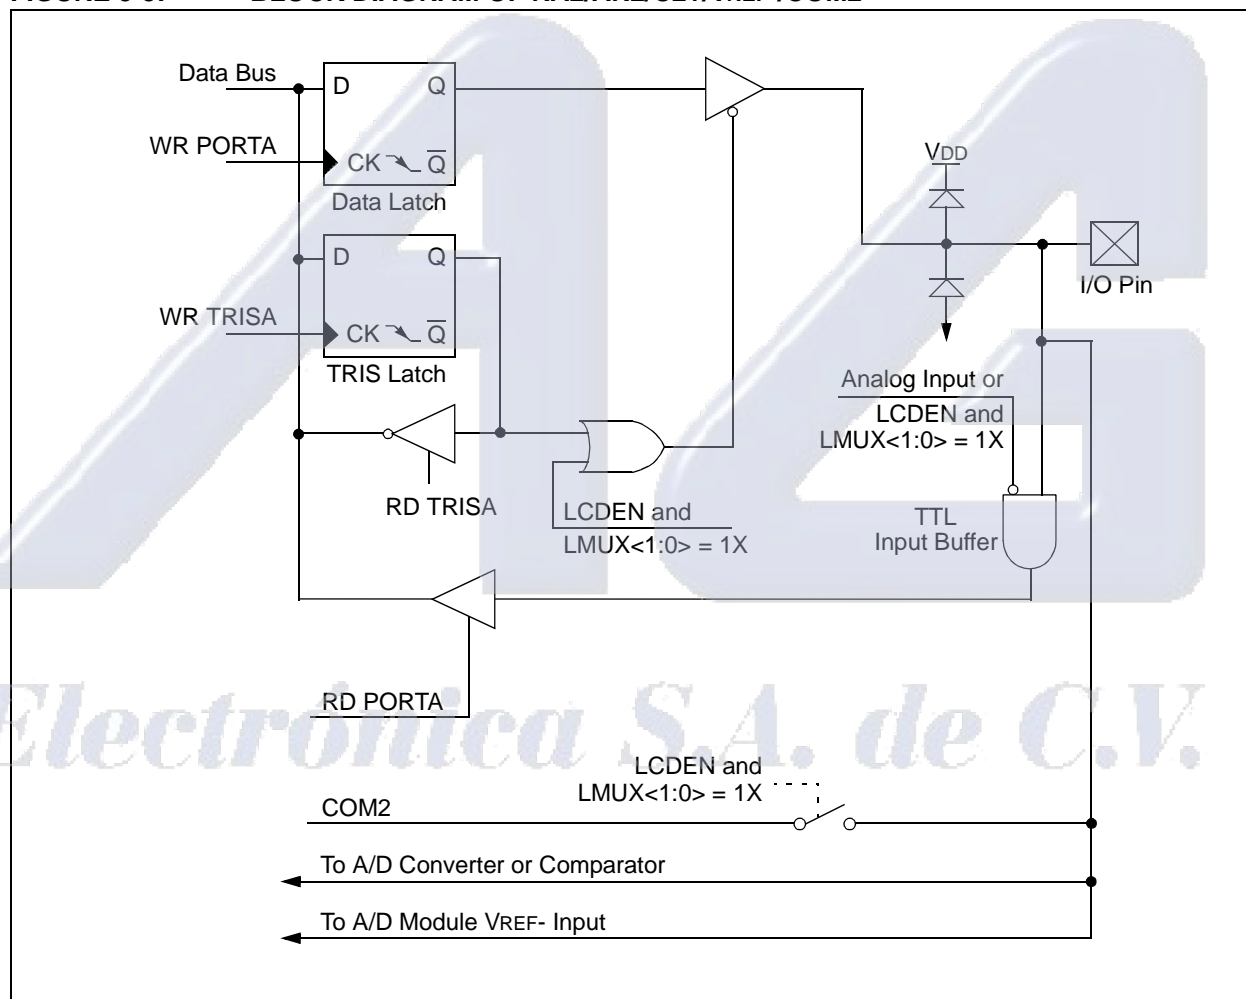 Data Bus
D Q
WR PORTA
CK Q
Data Latch
VDD
D Q
I/O Pin
WR TRISA
CK Q
TRIS Latch
Analog Input or
LCDEN and
LMUX<1:0> = 1X
RD TRISA
LCDEN and
LMUX<1:0> = 1X
TTL
Input Buffer
RD PORTA
Electrónica S.A. de C.V.
LCDEN and
LMUX<1:0> = 1X
COM2
To A/D Converter or Comparator
To A/D Module VREF- Input